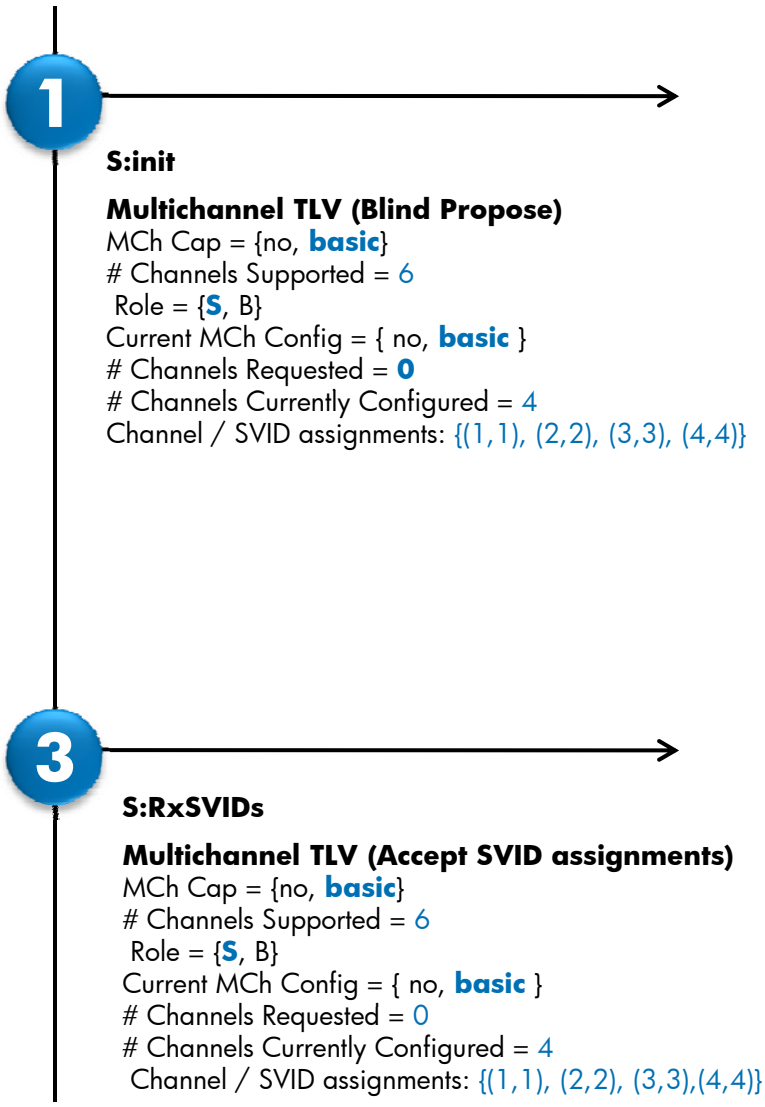 1
S:init
Multichannel TLV (Blind Propose)
MCh Cap = {no, basic}
# Channels Supported = 6
Role = {S, B}
Current MCh Config = { no, basic }
# Channels Requested = 0
# Channels Currently Configured = 4
Channel / SVID assignments: {(1,1), (2,2), (3,3), (4,4)}
3
S:RxSVIDs
Multichannel TLV (Accept SVID assignments)
MCh Cap = {no, basic}
# Channels Supported = 6
Role = {S, B}
Current MCh Config = { no, basic }
# Channels Requested = 0
# Channels Currently Configured = 4
Channel / SVID assignments: {(1,1), (2,2), (3,3),(4,4)}